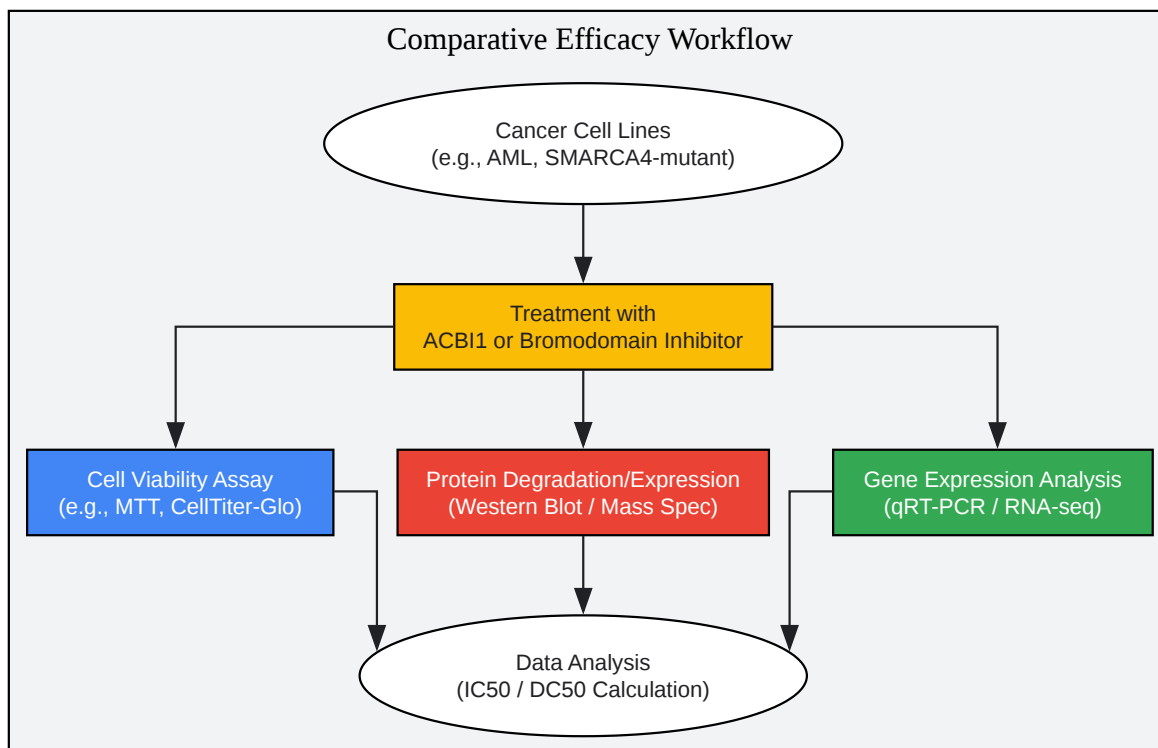 Comparative Efficacy Workflow
Cancer Cell Lines
(e.g., AML, SMARCA4-mutant)
Treatment with
ACBI1 or Bromodomain Inhibitor
Cell Viability Assay
(e.g., MTT, CellTiter-Glo)
Protein Degradation/Expression
(Western Blot / Mass Spec)
Gene Expression Analysis
(qRT-PCR / RNA-seq)
Data Analysis
(IC50 / DC50 Calculation)